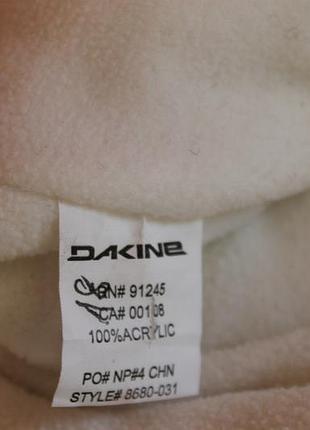 DAKINE
RN# 91245
CA# 00108
100%ACRYLIC
PO# NP#4 CHN
STYLE# 8680-031